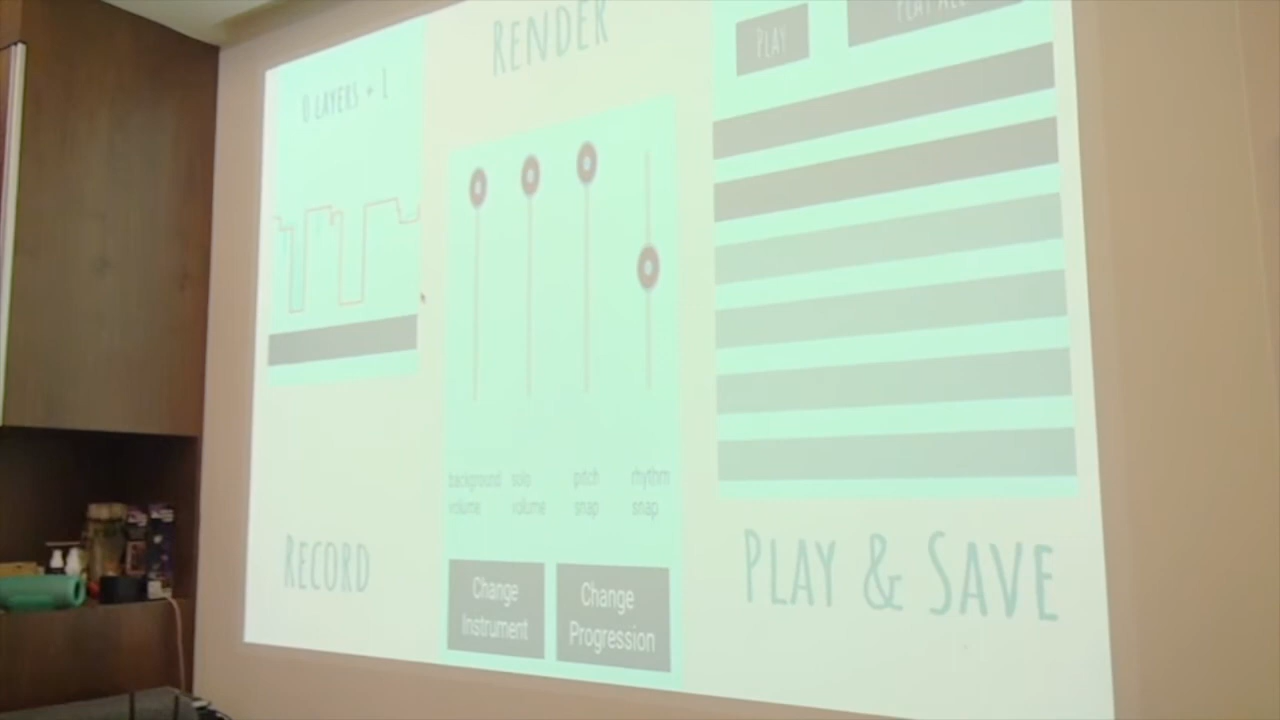 RENDER
PLAY
PLAY ALL
0 LAYERS + 1
background
volume
solo
volume
pitch
snap
rhythm
snap
RECORD
Change
Instrument
Change
Progression
PLAY & SAVE